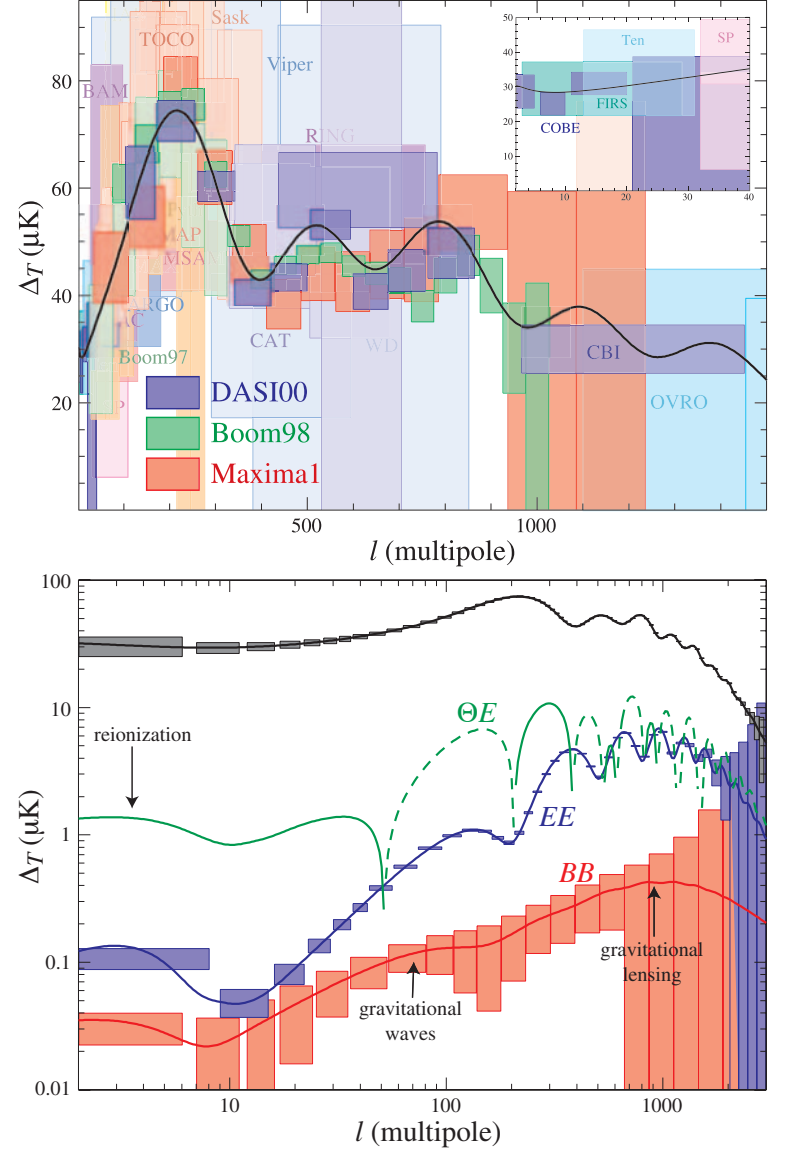 Sask
TOCO
Viper
BAM
RING
Ten
SP
FIRS
COBE
50
40
30
20
10
10
20
30
40
80
60
40
20
ΔT (μK)
MAP
MSAM
ARGO
AC
CAT
WD
CBI
OVRO
Boom97
P
DASI00
Boom98
Maxima1
500
1000
l (multipole)
100
10
1
0.1
0.01
ΔT (μK)
reionization
ΘE
EE
BB
gravitational
waves
gravitational
lensing
10
100
1000
l (multipole)